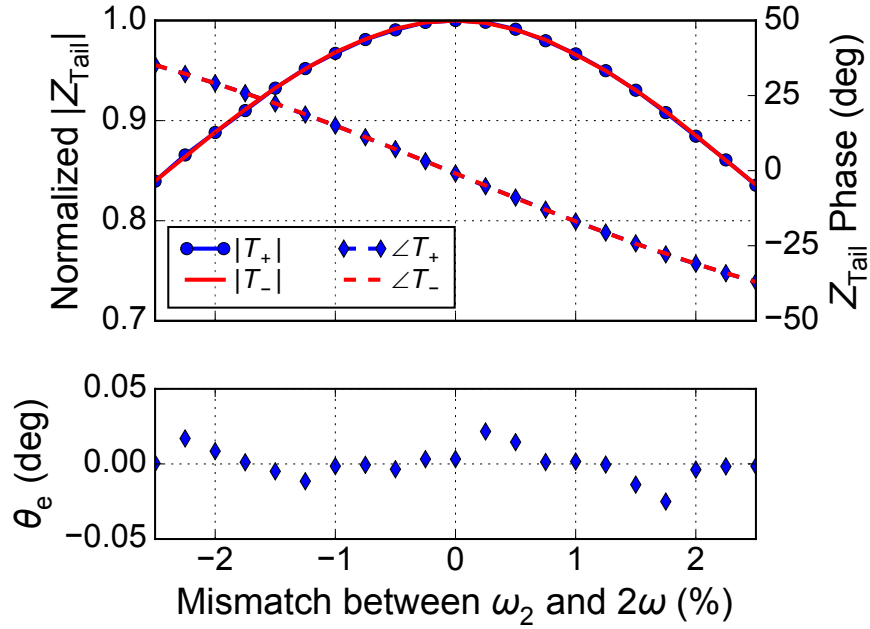 Normalized |Z_Tail|
1.0
0.9
0.8
0.7
|T₊| ∠T₊
|T₋| ∠T₋
50
25
0
−25
−50
Z_Tail Phase (deg)
θ_e (deg)
0.05
0.00
−0.05
−2 −1 0 1 2
Mismatch between ω₂ and 2ω (%)